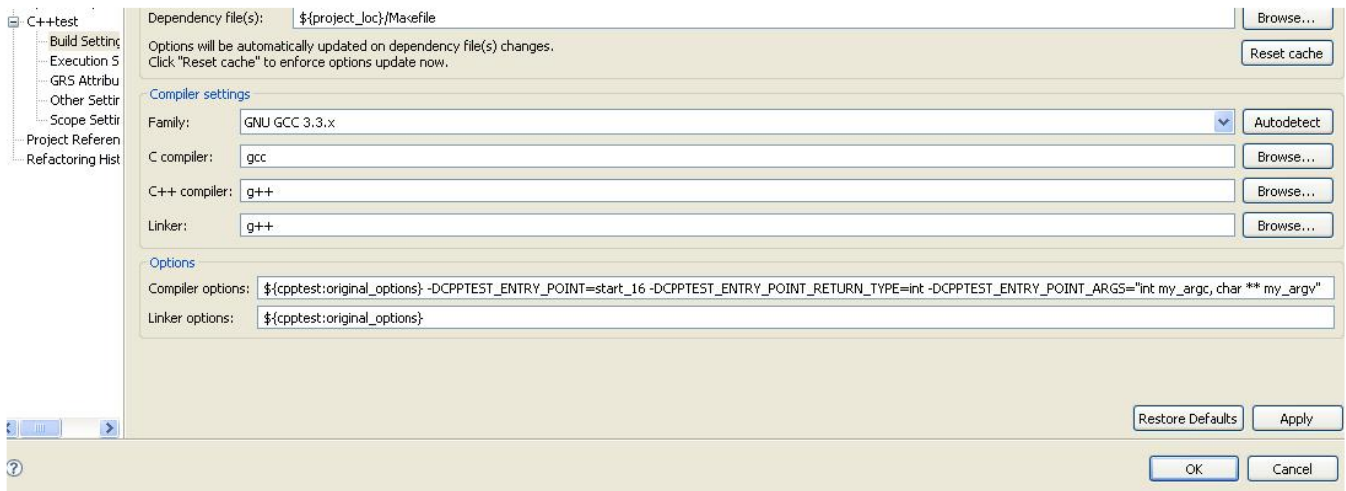 C++test
Build Setting
Execution S
GRS Attribu
Other Settin
Scope Settin
Project Referen
Refactoring Hist
Dependency file(s): ${project_loc}/Makefile Browse...
Options will be automatically updated on dependency file(s) changes.
Click "Reset cache" to enforce options update now.
Reset cache
Compiler settings
Family: GNU GCC 3.3.x Autodetect
C compiler: gcc Browse...
C++ compiler: g++ Browse...
Linker: g++ Browse...
Options
Compiler options: ${cpptest:original_options} -DCPPTEST_ENTRY_POINT=start_16 -DCPPTEST_ENTRY_POINT_RETURN_TYPE=int -DCPPTEST_ENTRY_POINT_ARGS="int my_argc, char ** my_argv"
Linker options: ${cpptest:original_options}
Restore Defaults Apply
OK Cancel